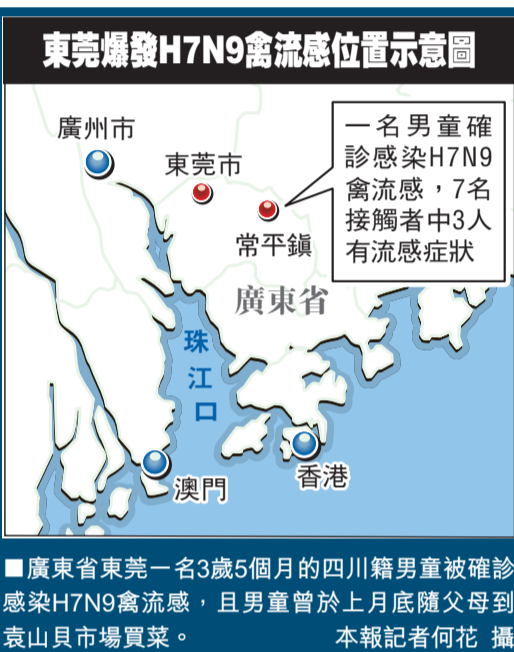 東莞爆發H7N9禽流感位置示意圖
廣州市
東莞市
常平鎮
一名男童確
診感染H7N9
禽流感，7名
接觸者中3人
有流感症狀
廣東省
珠江口
澳門
香港
■廣東省東莞一名3歲5個月的四川籍男童被確診
感染H7N9禽流感，且男童曾於上月底隨父母到
袁山貝市場買菜。 本報記者何花 攝